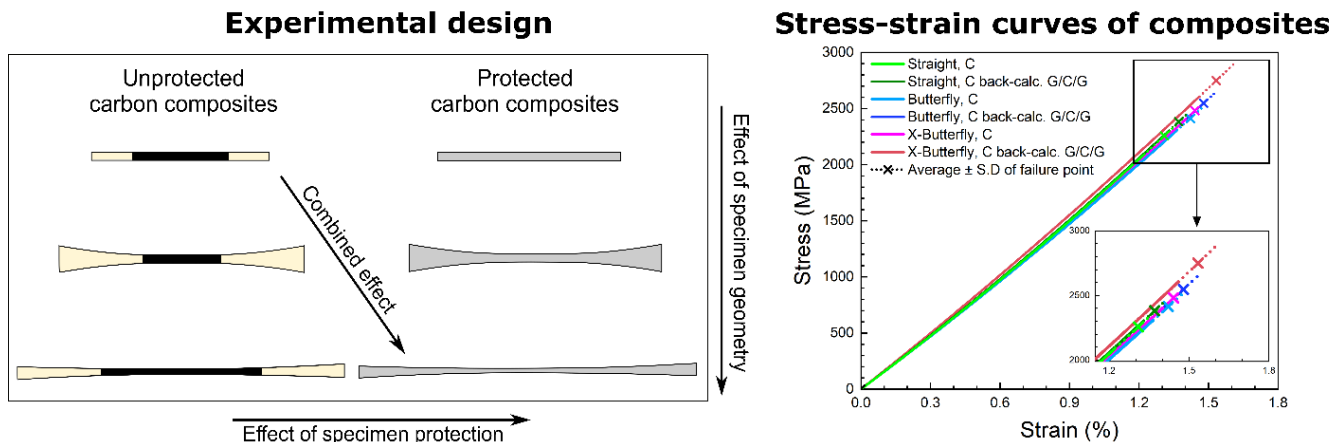 Experimental design
Unprotected
carbon composites
Protected
carbon composites
Combined effect
Effect of specimen geometry
Effect of specimen protection
Stress-strain curves of composites
Straight, C
Straight, C back-calc. G/C/G
Butterfly, C
Butterfly, C back-calc. G/C/G
X-Butterfly, C
X-Butterfly, C back-calc. G/C/G
Average ± S.D of failure point
Stress (MPa)
3000
2500
2000
1500
1000
500
0
0.0 0.3 0.6 0.9 1.2 1.5 1.8
Strain (%)
3000
2500
2000
1.2 1.5 1.8